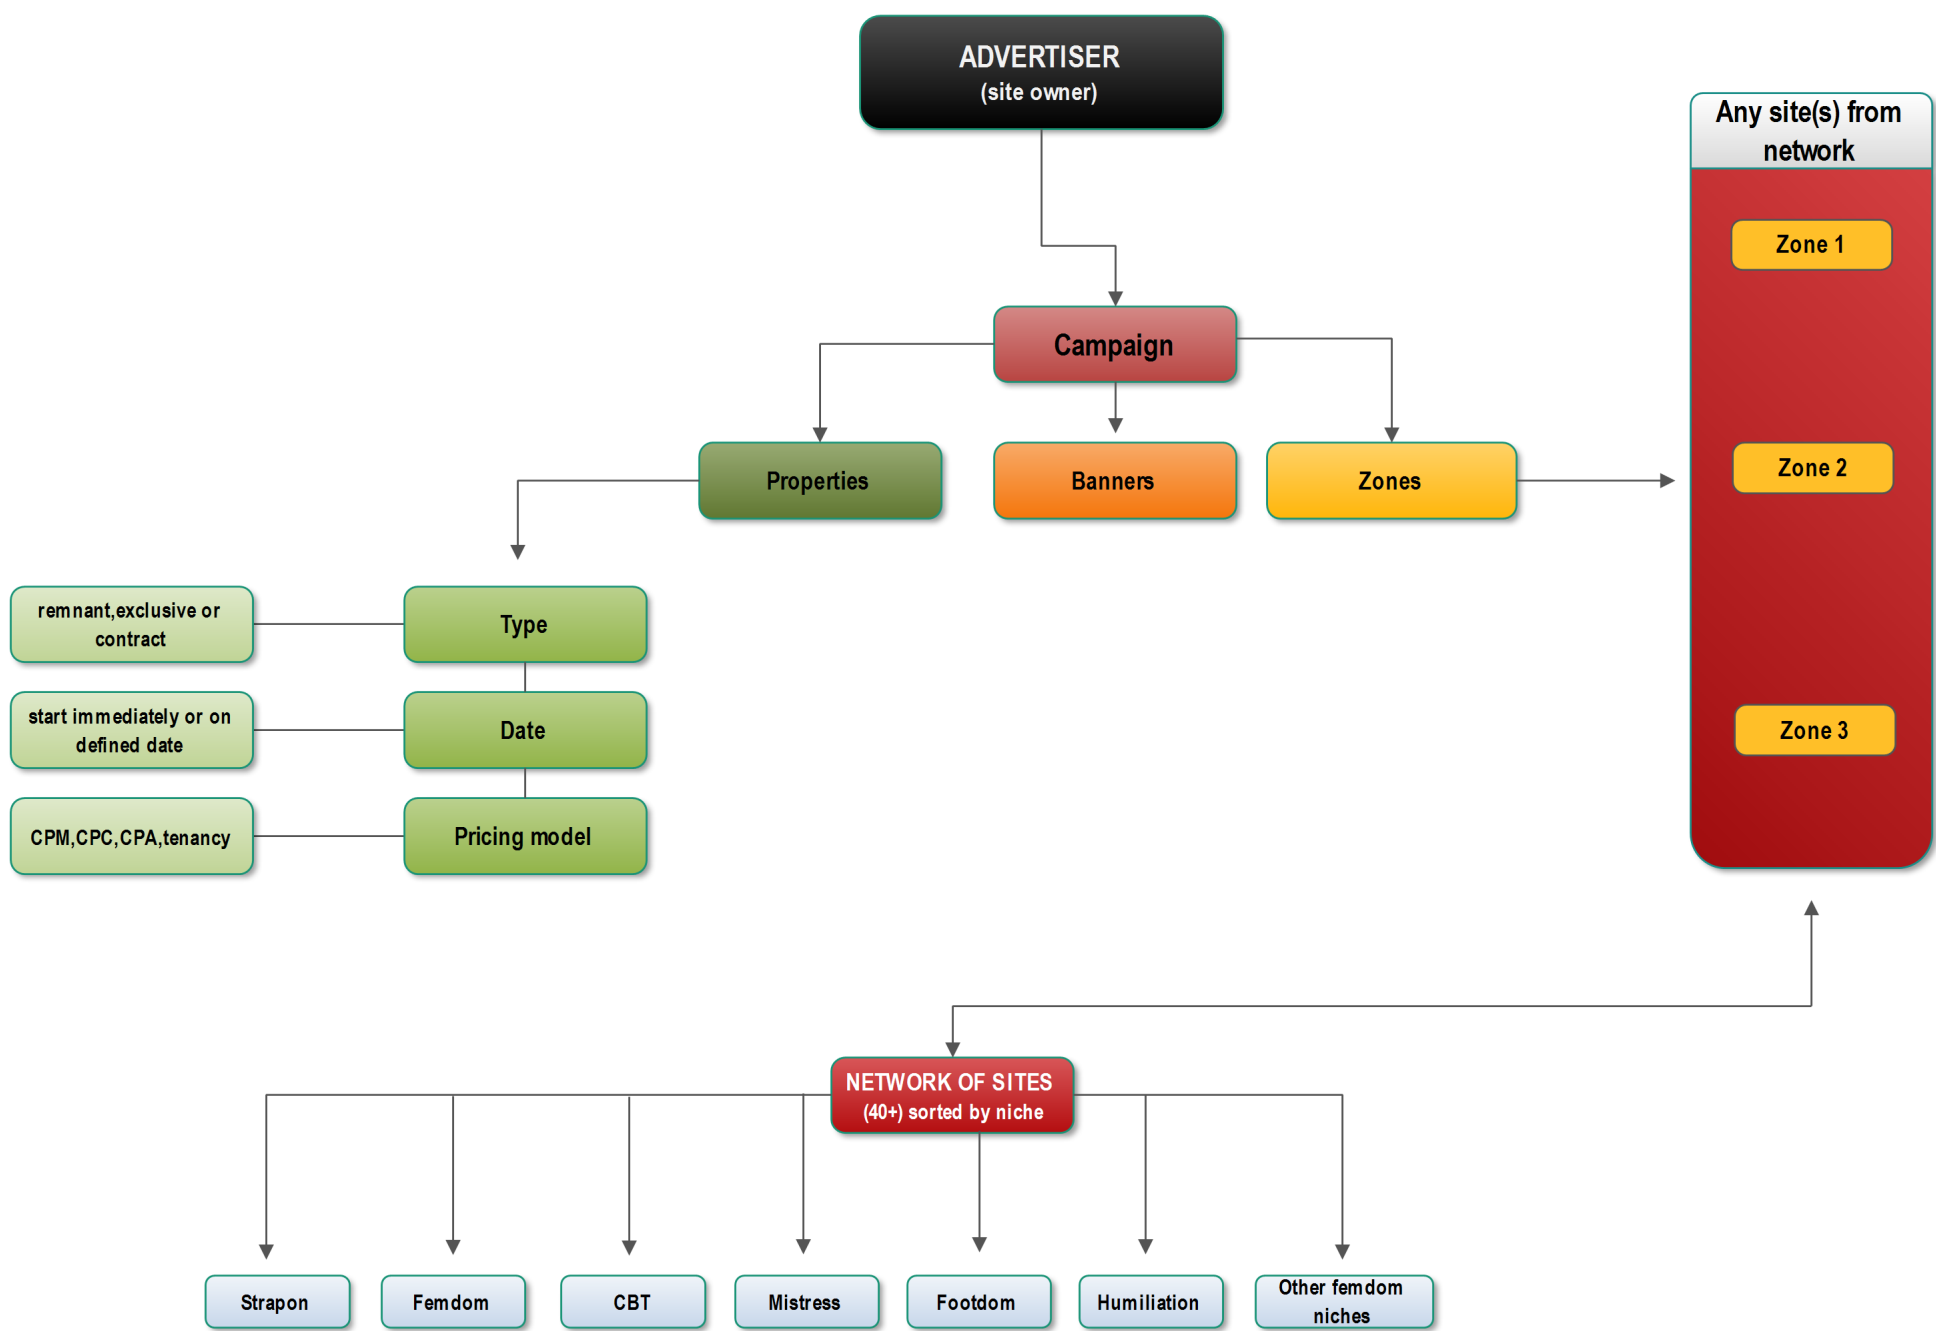 ADVERTISER
(site owner)
Any site(s) from
network
Zone 1
Campaign
Properties
Banners
Zones
Zone 2
remnant,exclusive or
contract
Type
start immediately or on
defined date
Date
Zone 3
CPM,CPC,CPA,tenancy
Pricing model
NETWORK OF SITES
(40+) sorted by niche
Strapon
Femdom
CBT
Mistress
Footdom
Humiliation
Other femdom
niches